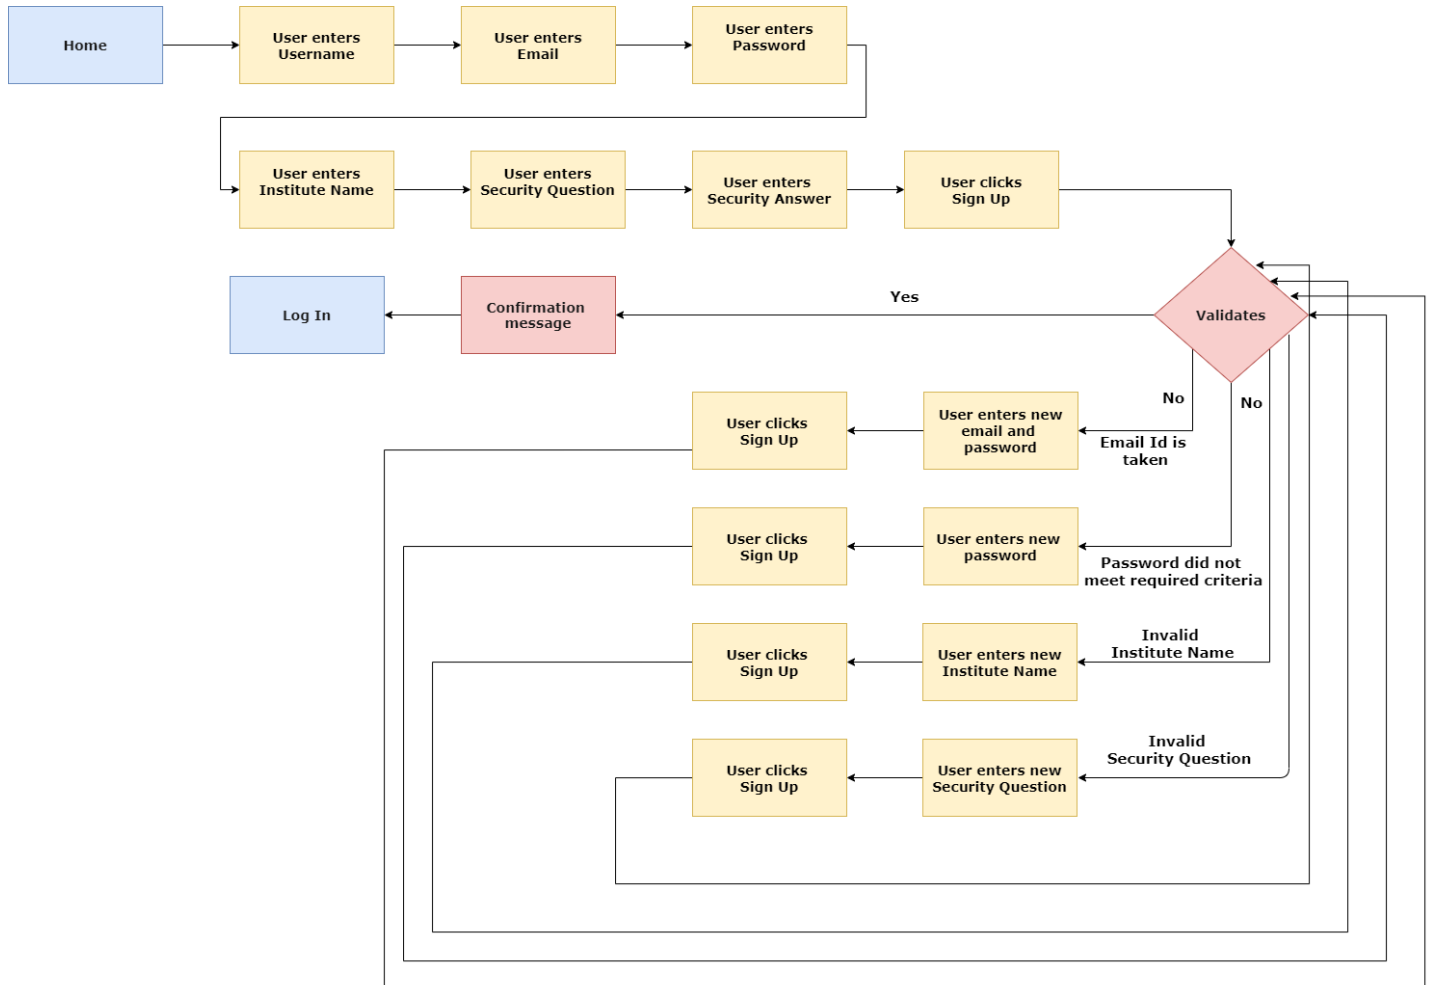 Home
User enters
Username
User enters
Email
User enters
Password
User enters
Institute Name
User enters
Security Question
User enters
Security Answer
User clicks
Sign Up
Log In
Confirmation
message
Yes
Validates
User clicks
Sign Up
User enters new
email and
password
No
No
Email Id is
taken
User clicks
Sign Up
User enters new
password
Password did not
meet required criteria
User clicks
Sign Up
User enters new
Institute Name
Invalid
Institute Name
User clicks
Sign Up
User enters new
Security Question
Invalid
Security Question